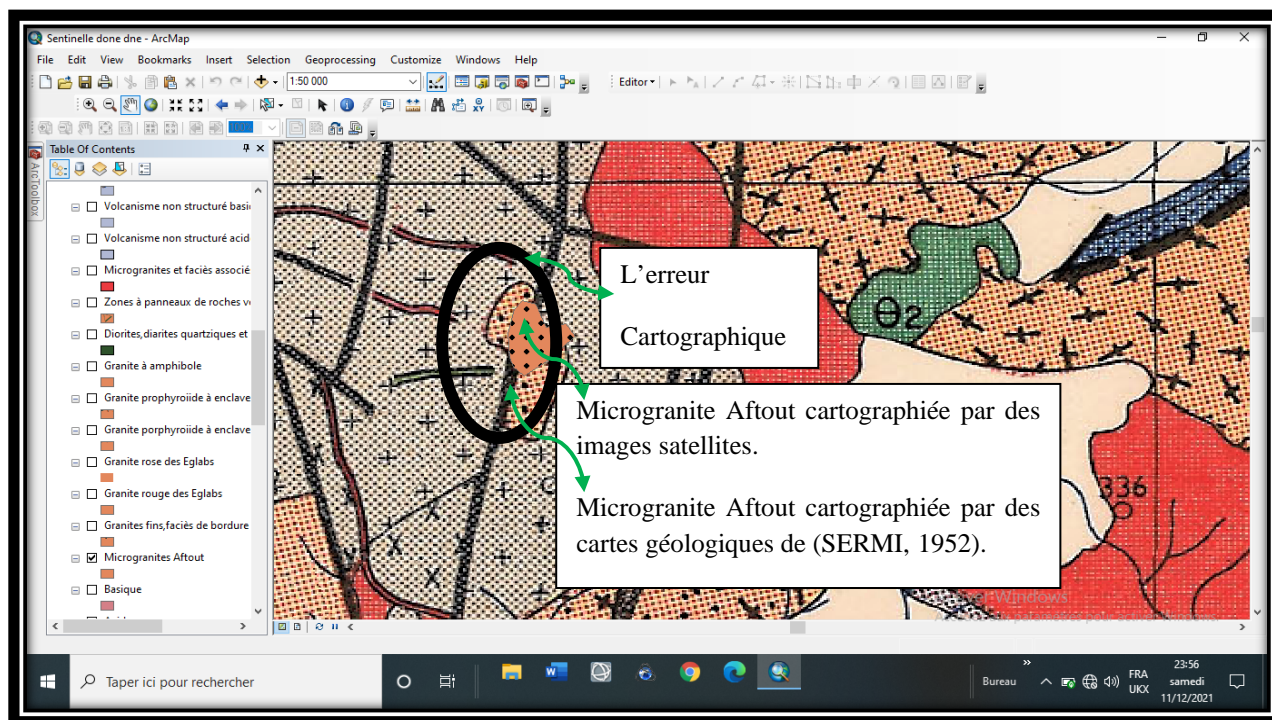 Sentinelle done dne - ArcMap
File Edit View Bookmarks Insert Selection Geoprocessing Customize Windows Help
1:50 000
Editor
Table Of Contents
ArcToolbox
Volcanisme non structuré basi
Volcanisme non structuré acid
Microgranites et faciès associé
Zones à panneaux de roches v
Diorites,diarites quartziques et
Granite à amphibole
Granite prophyroiide à enclave
Granite porphyroiide à enclave
Granite rose des Eglabs
Granite rouge des Eglabs
Granites fins,faciès de bordure
Microgranites Aftout
Basique
L'erreur
Cartographique
Θ2
Microgranite Aftout cartographiée par des
images satellites.
Microgranite Aftout cartographiée par des
cartes géologiques de (SERMI, 1952).
336
Taper ici pour rechercher
Bureau
FRA
UKX
23:56
samedi
11/12/2021